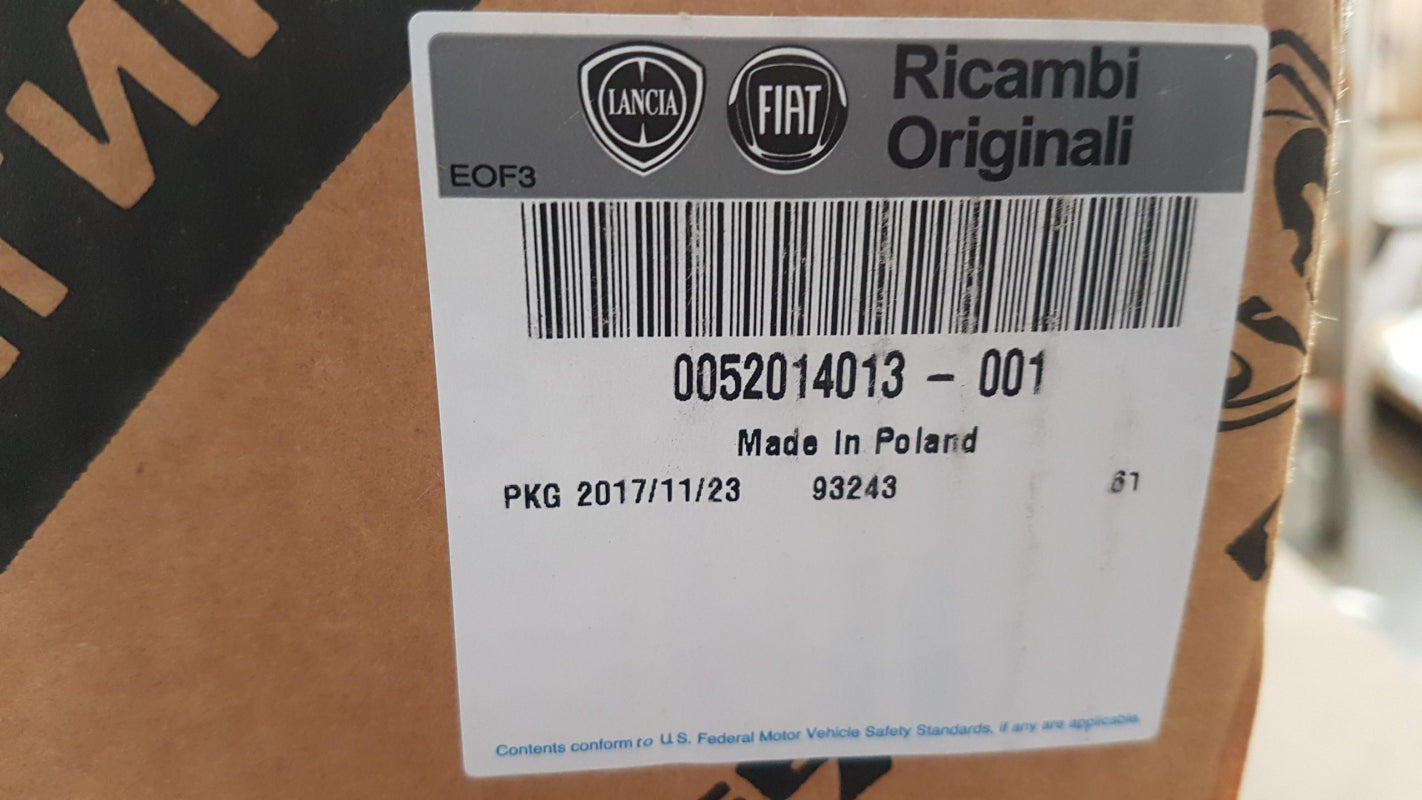 LANCIA
FIAT
Ricambi
Originali
EOF3
0052014013 - 001
Made In Poland
PKG 2017/11/23 93243 61
Contents conform to U.S. Federal Motor Vehicle Safety Standards, if any are applicable.